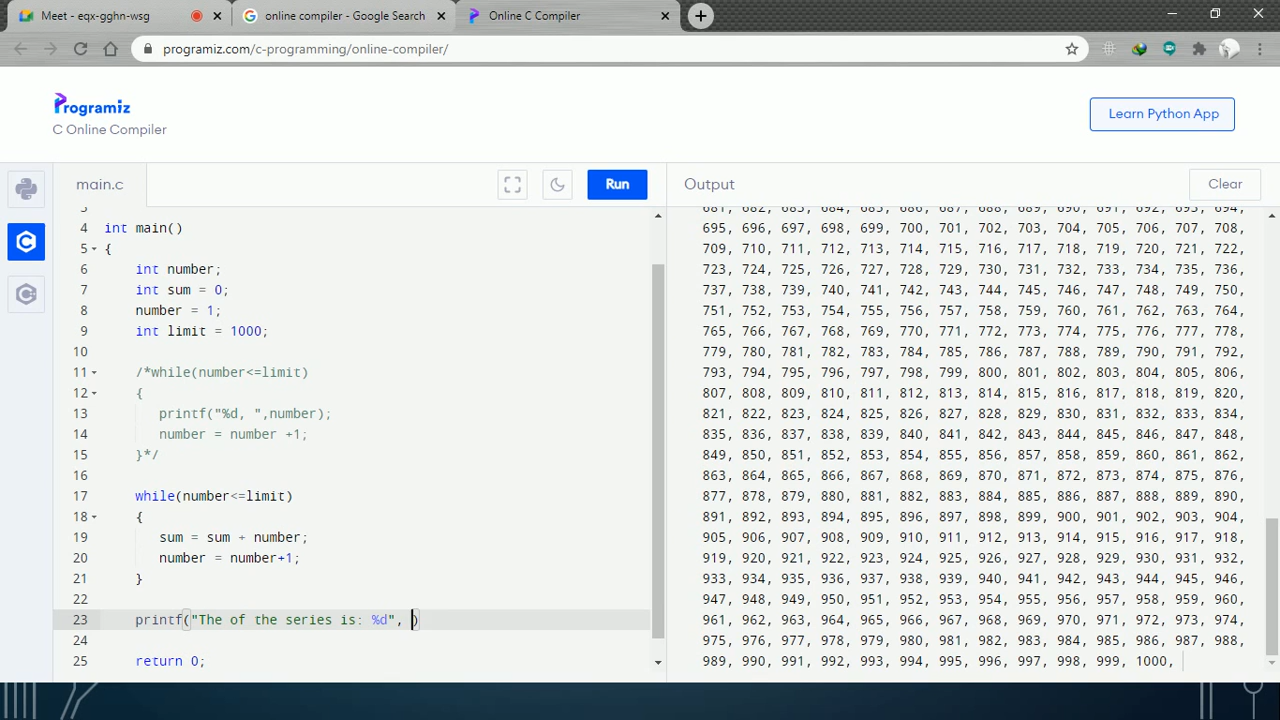 Meet - eqx-gghn-wsg
online compiler - Google Search
Online C Compiler
programiz.com/c-programming/online-compiler/
Programiz
C Online Compiler
Learn Python App
main.c
Run
Output
Clear
3
4 int main()
5 {
6 int number;
7 int sum = 0;
8 number = 1;
9 int limit = 1000;
10
11 /*while(number<=limit)
12 {
13 printf("%d, ",number);
14 number = number +1;
15 }*/
16
17 while(number<=limit)
18 {
19 sum = sum + number;
20 number = number+1;
21 }
22
23 printf("The of the series is: %d", )
24
25 return 0;
681, 682, 683, 684, 685, 686, 687, 688, 689, 690, 691, 692, 693, 694,
695, 696, 697, 698, 699, 700, 701, 702, 703, 704, 705, 706, 707, 708,
709, 710, 711, 712, 713, 714, 715, 716, 717, 718, 719, 720, 721, 722,
723, 724, 725, 726, 727, 728, 729, 730, 731, 732, 733, 734, 735, 736,
737, 738, 739, 740, 741, 742, 743, 744, 745, 746, 747, 748, 749, 750,
751, 752, 753, 754, 755, 756, 757, 758, 759, 760, 761, 762, 763, 764,
765, 766, 767, 768, 769, 770, 771, 772, 773, 774, 775, 776, 777, 778,
779, 780, 781, 782, 783, 784, 785, 786, 787, 788, 789, 790, 791, 792,
793, 794, 795, 796, 797, 798, 799, 800, 801, 802, 803, 804, 805, 806,
807, 808, 809, 810, 811, 812, 813, 814, 815, 816, 817, 818, 819, 820,
821, 822, 823, 824, 825, 826, 827, 828, 829, 830, 831, 832, 833, 834,
835, 836, 837, 838, 839, 840, 841, 842, 843, 844, 845, 846, 847, 848,
849, 850, 851, 852, 853, 854, 855, 856, 857, 858, 859, 860, 861, 862,
863, 864, 865, 866, 867, 868, 869, 870, 871, 872, 873, 874, 875, 876,
877, 878, 879, 880, 881, 882, 883, 884, 885, 886, 887, 888, 889, 890,
891, 892, 893, 894, 895, 896, 897, 898, 899, 900, 901, 902, 903, 904,
905, 906, 907, 908, 909, 910, 911, 912, 913, 914, 915, 916, 917, 918,
919, 920, 921, 922, 923, 924, 925, 926, 927, 928, 929, 930, 931, 932,
933, 934, 935, 936, 937, 938, 939, 940, 941, 942, 943, 944, 945, 946,
947, 948, 949, 950, 951, 952, 953, 954, 955, 956, 957, 958, 959, 960,
961, 962, 963, 964, 965, 966, 967, 968, 969, 970, 971, 972, 973, 974,
975, 976, 977, 978, 979, 980, 981, 982, 983, 984, 985, 986, 987, 988,
989, 990, 991, 992, 993, 994, 995, 996, 997, 998, 999, 1000,